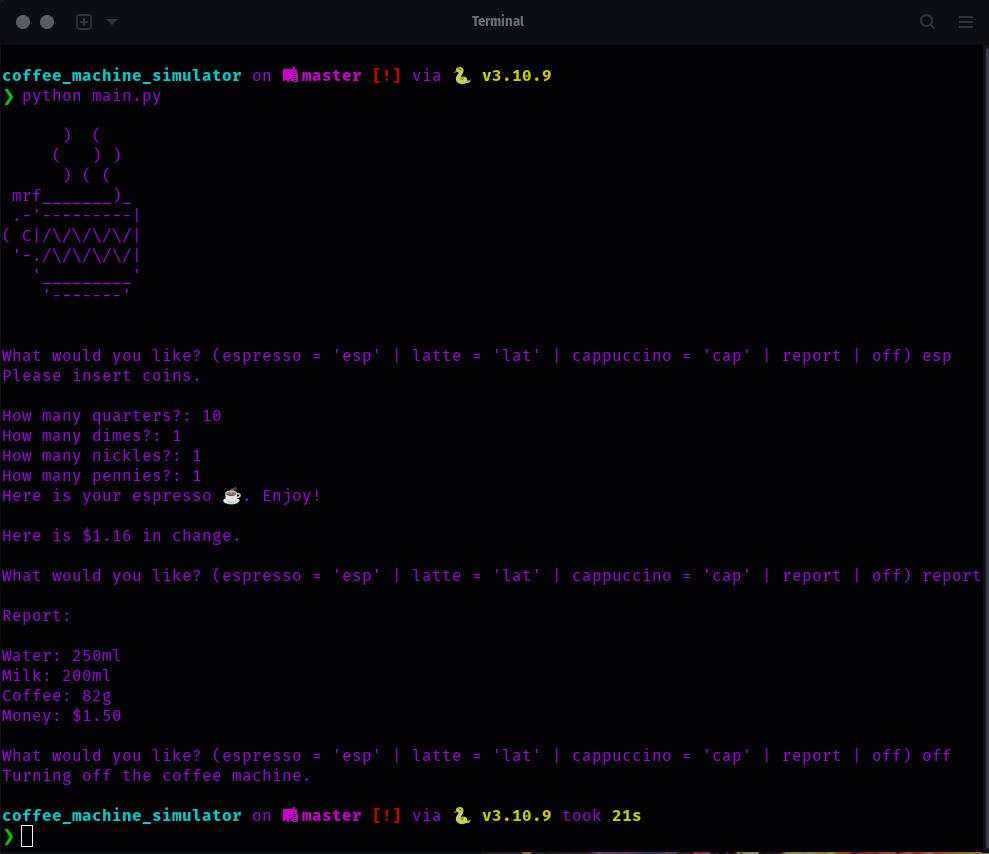 Terminal
coffee_machine_simulator on master [!] via 🐍 v3.10.9
❯ python main.py
      )  (
     (   ) )
      ) ( (
 mrf_______)_
 .-'---------|
( C|/\/\/\/\/|
 '-./\/\/\/\/|
   '_________'
    '-------'
What would you like? (espresso = 'esp' | latte = 'lat' | cappuccino = 'cap' | report | off) esp
Please insert coins.
How many quarters?: 10
How many dimes?: 1
How many nickles?: 1
How many pennies?: 1
Here is your espresso ☕. Enjoy!
Here is $1.16 in change.
What would you like? (espresso = 'esp' | latte = 'lat' | cappuccino = 'cap' | report | off) report
Report:
Water: 250ml
Milk: 200ml
Coffee: 82g
Money: $1.50
What would you like? (espresso = 'esp' | latte = 'lat' | cappuccino = 'cap' | report | off) off
Turning off the coffee machine.
coffee_machine_simulator on master [!] via 🐍 v3.10.9 took 21s
❯